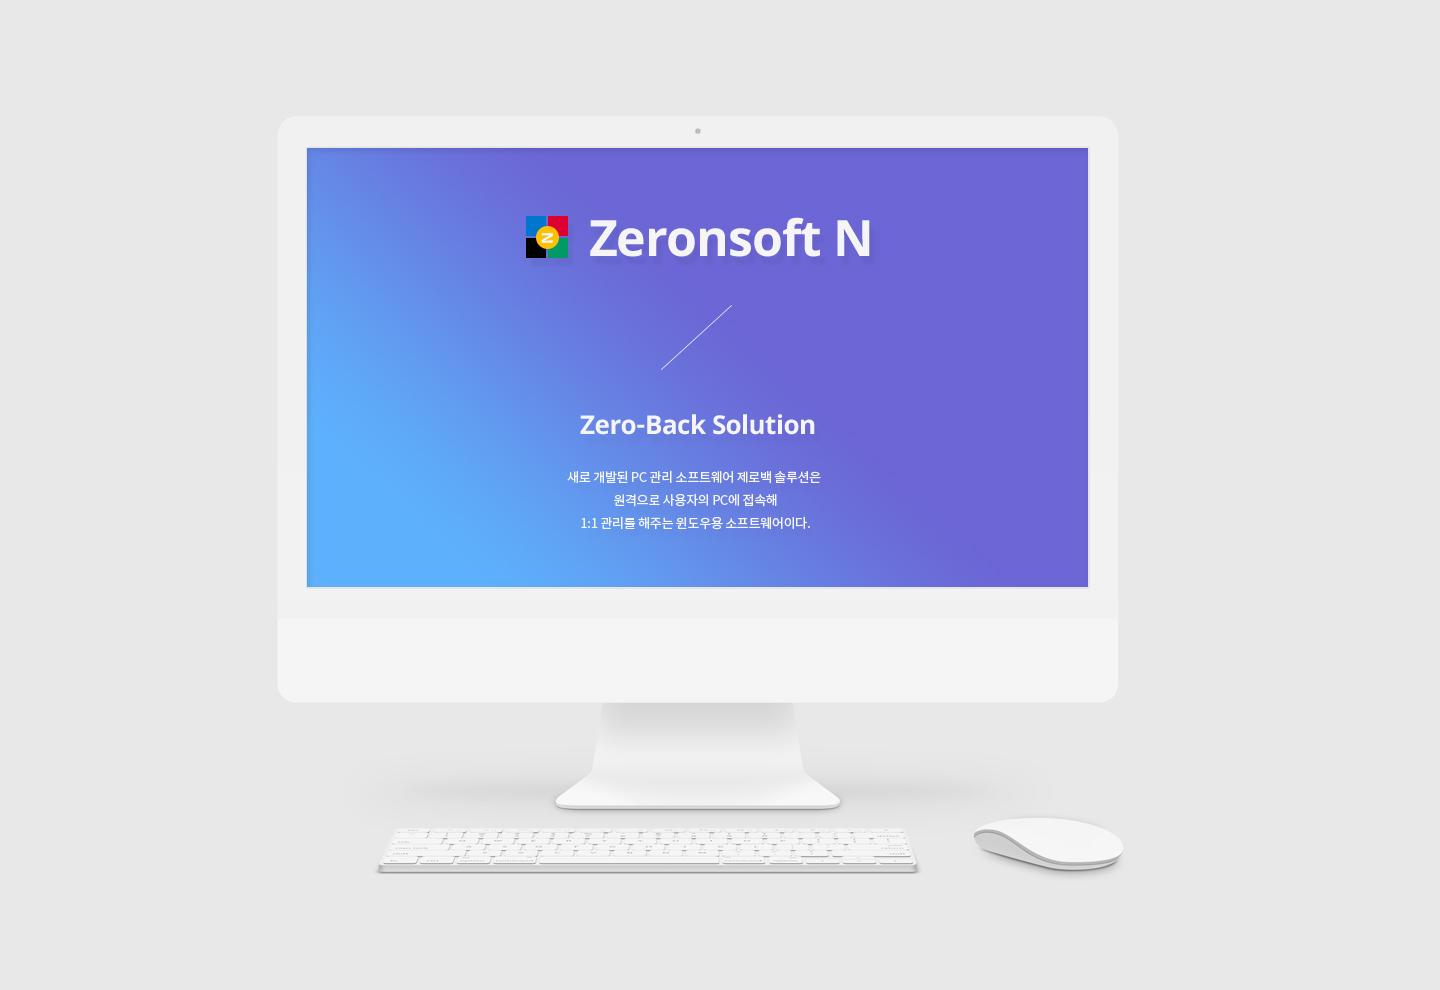 N
Zeronsoft N
Zero-Back Solution
새로 개발된 PC 관리 소프트웨어 제로백 솔루션은
원격으로 사용자의 PC에 접속해
1:1 관리를 해주는 윈도우용 소프트웨어이다.